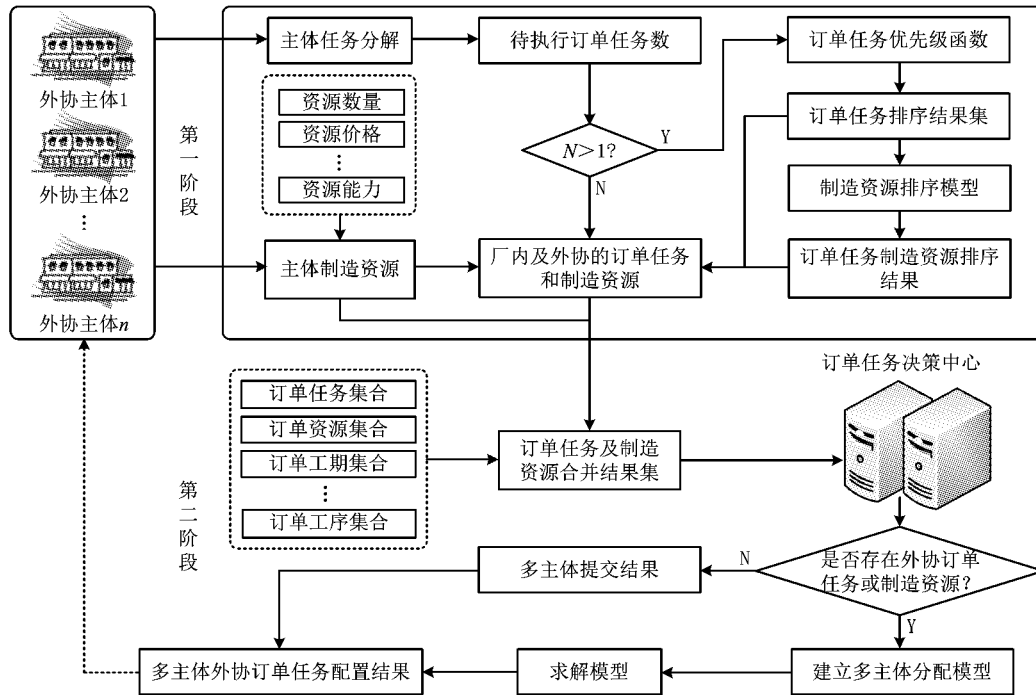 外协主体1
外协主体2
⋮
外协主体n
第一阶段
主体任务分解
待执行订单任务数
订单任务优先级函数
资源数量
资源价格
⋮
资源能力
N>1?
Y
N
订单任务排序结果集
制造资源排序模型
主体制造资源
厂内及外协的订单任务
和制造资源
订单任务制造资源排序
结果
第二阶段
订单任务集合
订单资源集合
订单工期集合
⋮
订单工序集合
订单任务及制造
资源合并结果集
订单任务决策中心
是否存在外协订单
任务或制造资源?
N
Y
多主体提交结果
多主体外协订单任务配置结果
求解模型
建立多主体分配模型